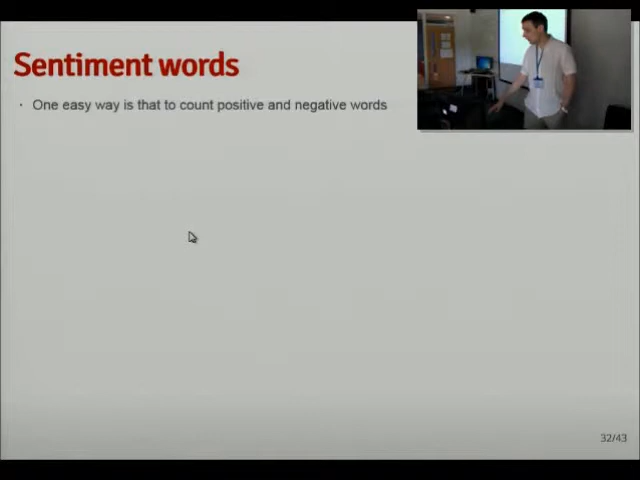 Sentiment words
· One easy way is that to count positive and negative words
32/43